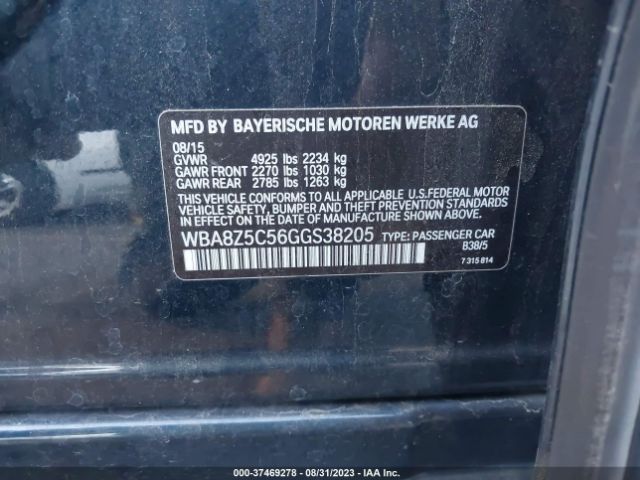 MFD BY BAYERISCHE MOTOREN WERKE AG
08/15
GVWR 4925 lbs 2234 kg
GAWR FRONT 2270 lbs 1030 kg
GAWR REAR 2785 lbs 1263 kg
THIS VEHICLE CONFORMS TO ALL APPLICABLE U.S.FEDERAL MOTOR
VEHICLE SAFETY, BUMPER AND THEFT PREVENTION STANDARDS
IN EFFECT ON THE DATE OF MANUFACTURE SHOWN ABOVE.
WBA8Z5C56GGS38205 TYPE: PASSENGER CAR
B38/5
7 315 814
000-37469278 - 08/31/2023 - IAA Inc.